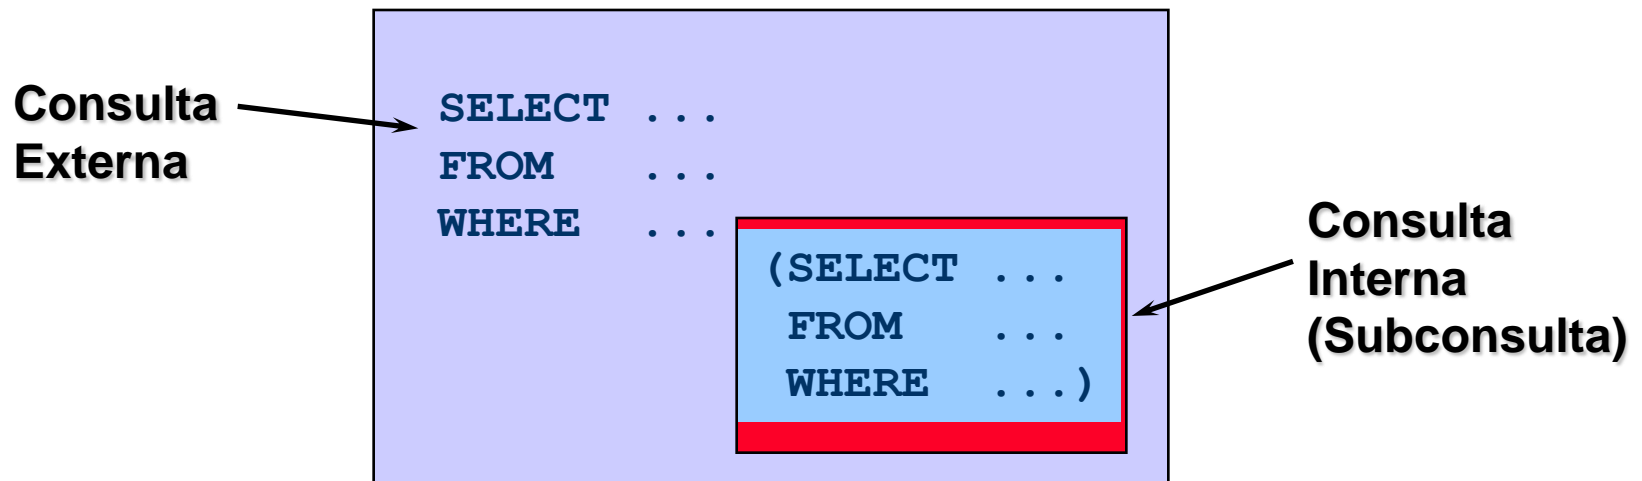 Consulta
Externa
SELECT ...
FROM ...
WHERE ...
(SELECT ...
FROM ...
WHERE ...)
Consulta
Interna
(Subconsulta)